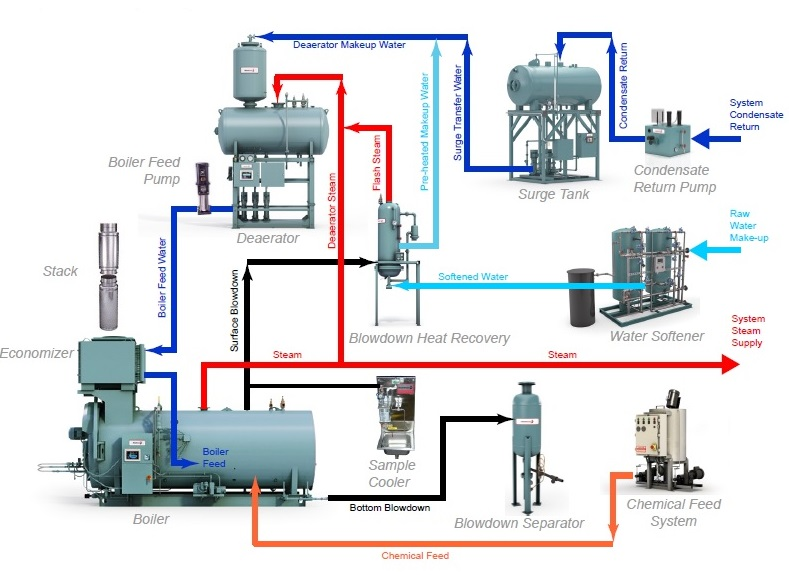 Deaerator Makeup Water
Condensate Return
System
Condensate
Return
Boiler Feed
Pump
Flash Steam
Pre-heated Makeup Water
Surge Transfer Water
Condensate
Return Pump
Surge Tank
Deaerator Steam
Deaerator
Raw
Water
Make-up
Stack
Boiler Feed Water
Softened Water
Surface Blowdown
Blowdown Heat Recovery
Water Softener
System
Steam
Supply
Economizer
Steam
Steam
Boiler
Feed
Sample
Cooler
Bottom Blowdown
Boiler
Blowdown Separator
Chemical Feed
System
Chemical Feed